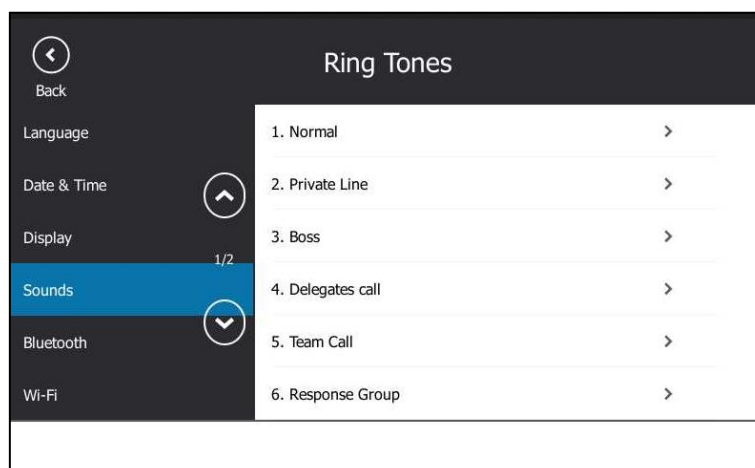 Ring Tones
Back
Language
Date & Time
Display
1/2
Sounds
Bluetooth
Wi-Fi
1. Normal
2. Private Line
3. Boss
4. Delegates call
5. Team Call
6. Response Group